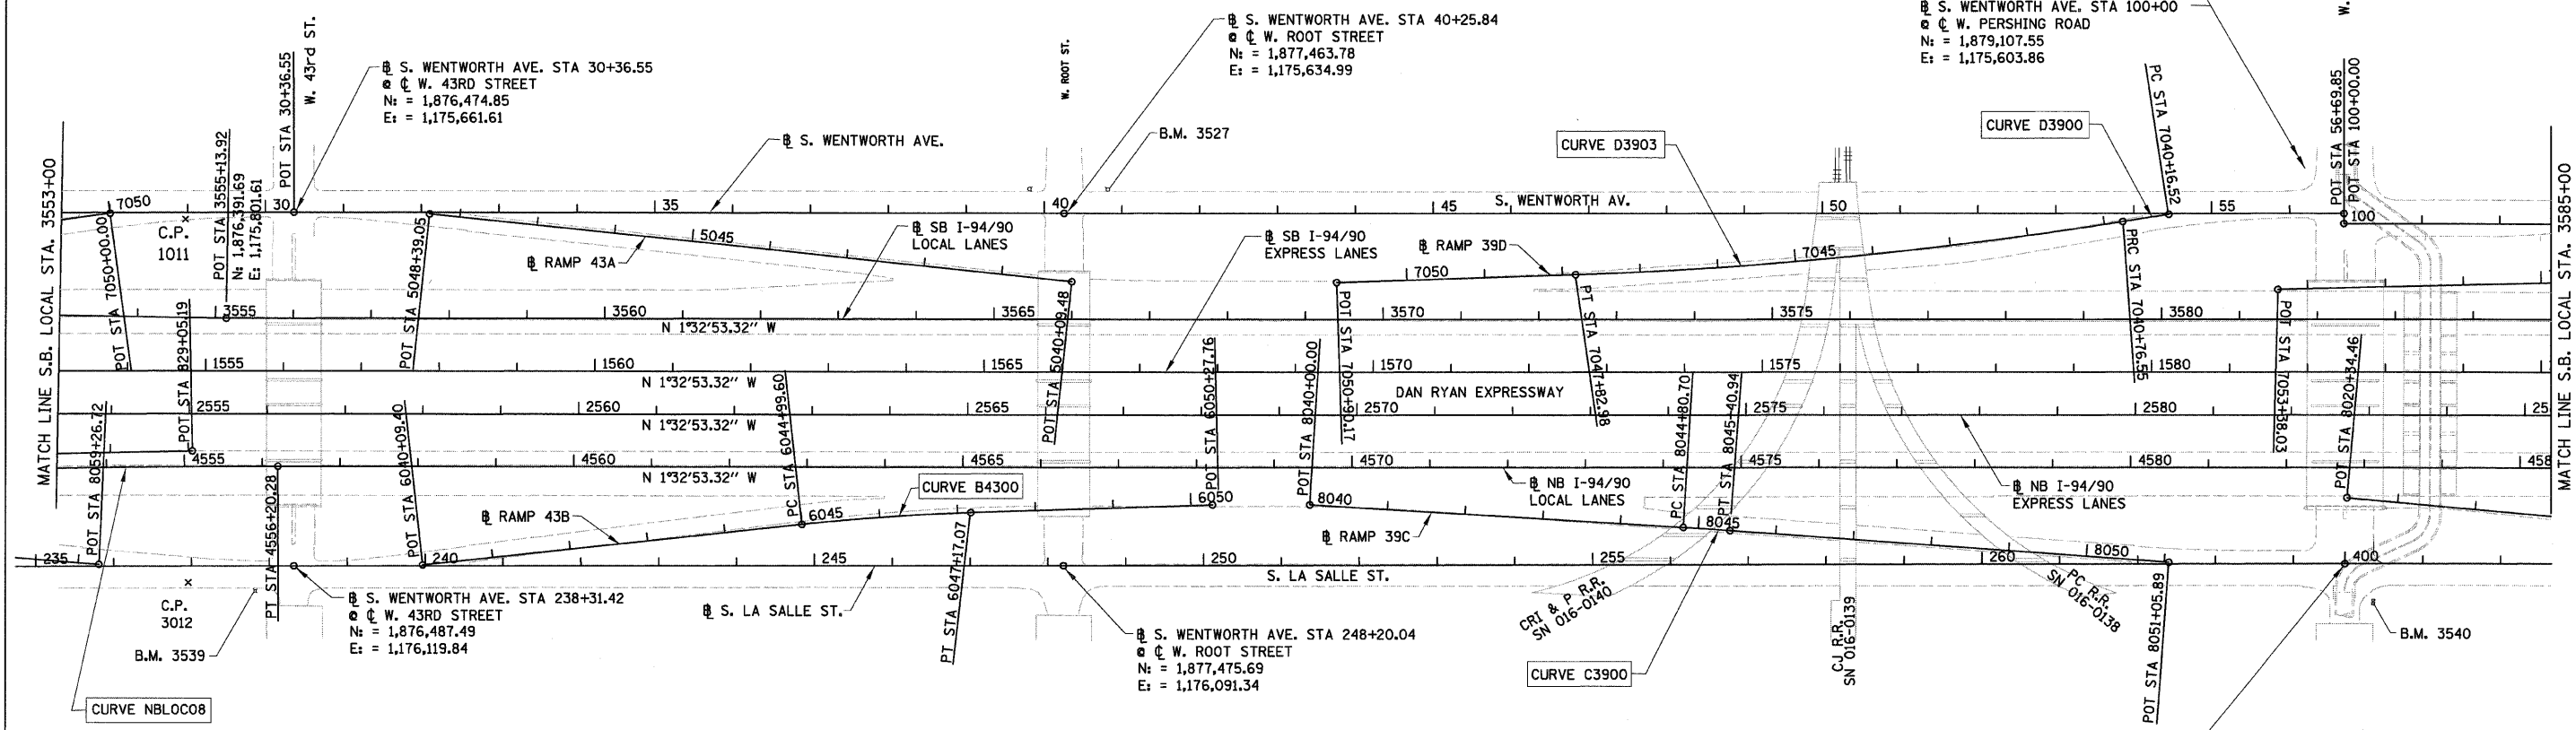 MATCH LINE S.B. LOCAL STA. 3553+00
POT STA 30+36.55
W. 43rd ST.
℄ S. WENTWORTH AVE. STA 30+36.55
@ ℄ W. 43RD STREET
N: = 1,876,474.85
E: = 1,175,661.61
℄ S. WENTWORTH AVE.
W. ROOT ST.
℄ S. WENTWORTH AVE. STA 40+25.84
@ ℄ W. ROOT STREET
N: = 1,877,463.78
E: = 1,175,634.99
B.M. 3527
CURVE D3903
℄ S. WENTWORTH AVE. STA 100+00
@ ℄ W. PERSHING ROAD
N: = 1,879,107.55
E: = 1,175,603.86
CURVE D3900
PC STA 7040+16.52
W.
POT STA 56+69.85
POT STA 100+00.00
MATCH LINE S.B. LOCAL STA. 3585+00
7050
30
35
40
45
S. WENTWORTH AV.
50
55
100
C.P.
1011
POT STA 7050+00.00
POT STA 3555+13.92
N: 1,876,391.69
E: 1,175,801.61
POT STA 5048+39.05
5045
℄ RAMP 43A
℄ SB I-94/90
LOCAL LANES
℄ SB I-94/90
EXPRESS LANES
℄ RAMP 39D
7050
7045
PRC STA 7040+76.55
3555
3560
3565
3570
3575
3580
N 1°32'53.32" W
POT STA 829+05.19
POT STA 5040+09.48
POT STA 7050+90.17
PT STA 7047+82.98
POT STA 7053+38.03
1555
1560
1565
1570
1575
1580
N 1°32'53.32" W
DAN RYAN EXPRESSWAY
2555
2560
2565
2570
2575
2580
25
N 1°32'53.32" W
POT STA 8059+26.72
POT STA 6040+09.40
PC STA 6044+99.60
POT STA 6050+27.76
POT STA 8040+00.00
PC STA 8044+80.70
PT STA 8045+40.94
POT STA 8020+34.46
4555
4560
4565
4570
4575
4580
458
N 1°32'53.32" W
PT STA 4556+20.28
CURVE B4300
℄ RAMP 43B
6045
6050
8040
℄ NB I-94/90
LOCAL LANES
℄ NB I-94/90
EXPRESS LANES
℄ RAMP 39C
8045
8050
235
240
245
250
255
260
400
S. LA SALLE ST.
PT STA 6047+17.07
C.P.
3012
B.M. 3539
CURVE NBLOC08
℄ S. WENTWORTH AVE. STA 238+31.42
@ ℄ W. 43RD STREET
N: = 1,876,487.49
E: = 1,176,119.84
℄ S. LA SALLE ST.
℄ S. WENTWORTH AVE. STA 248+20.04
@ ℄ W. ROOT STREET
N: = 1,877,475.69
E: = 1,176,091.34
CRI & P R.R.
SN 016-0140
CURVE C3900
CJ R.R.
SN 016-0139
PC R.R.
SN 016-0138
POT STA 8051+05.89
B.M. 3540